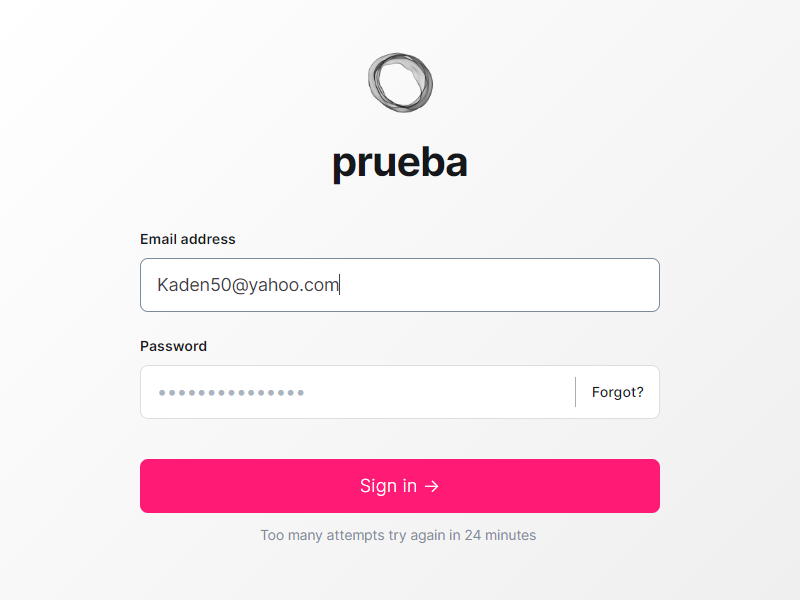 prueba
Email address
Kaden50@yahoo.com
Password
Forgot?
Sign in →
Too many attempts try again in 24 minutes